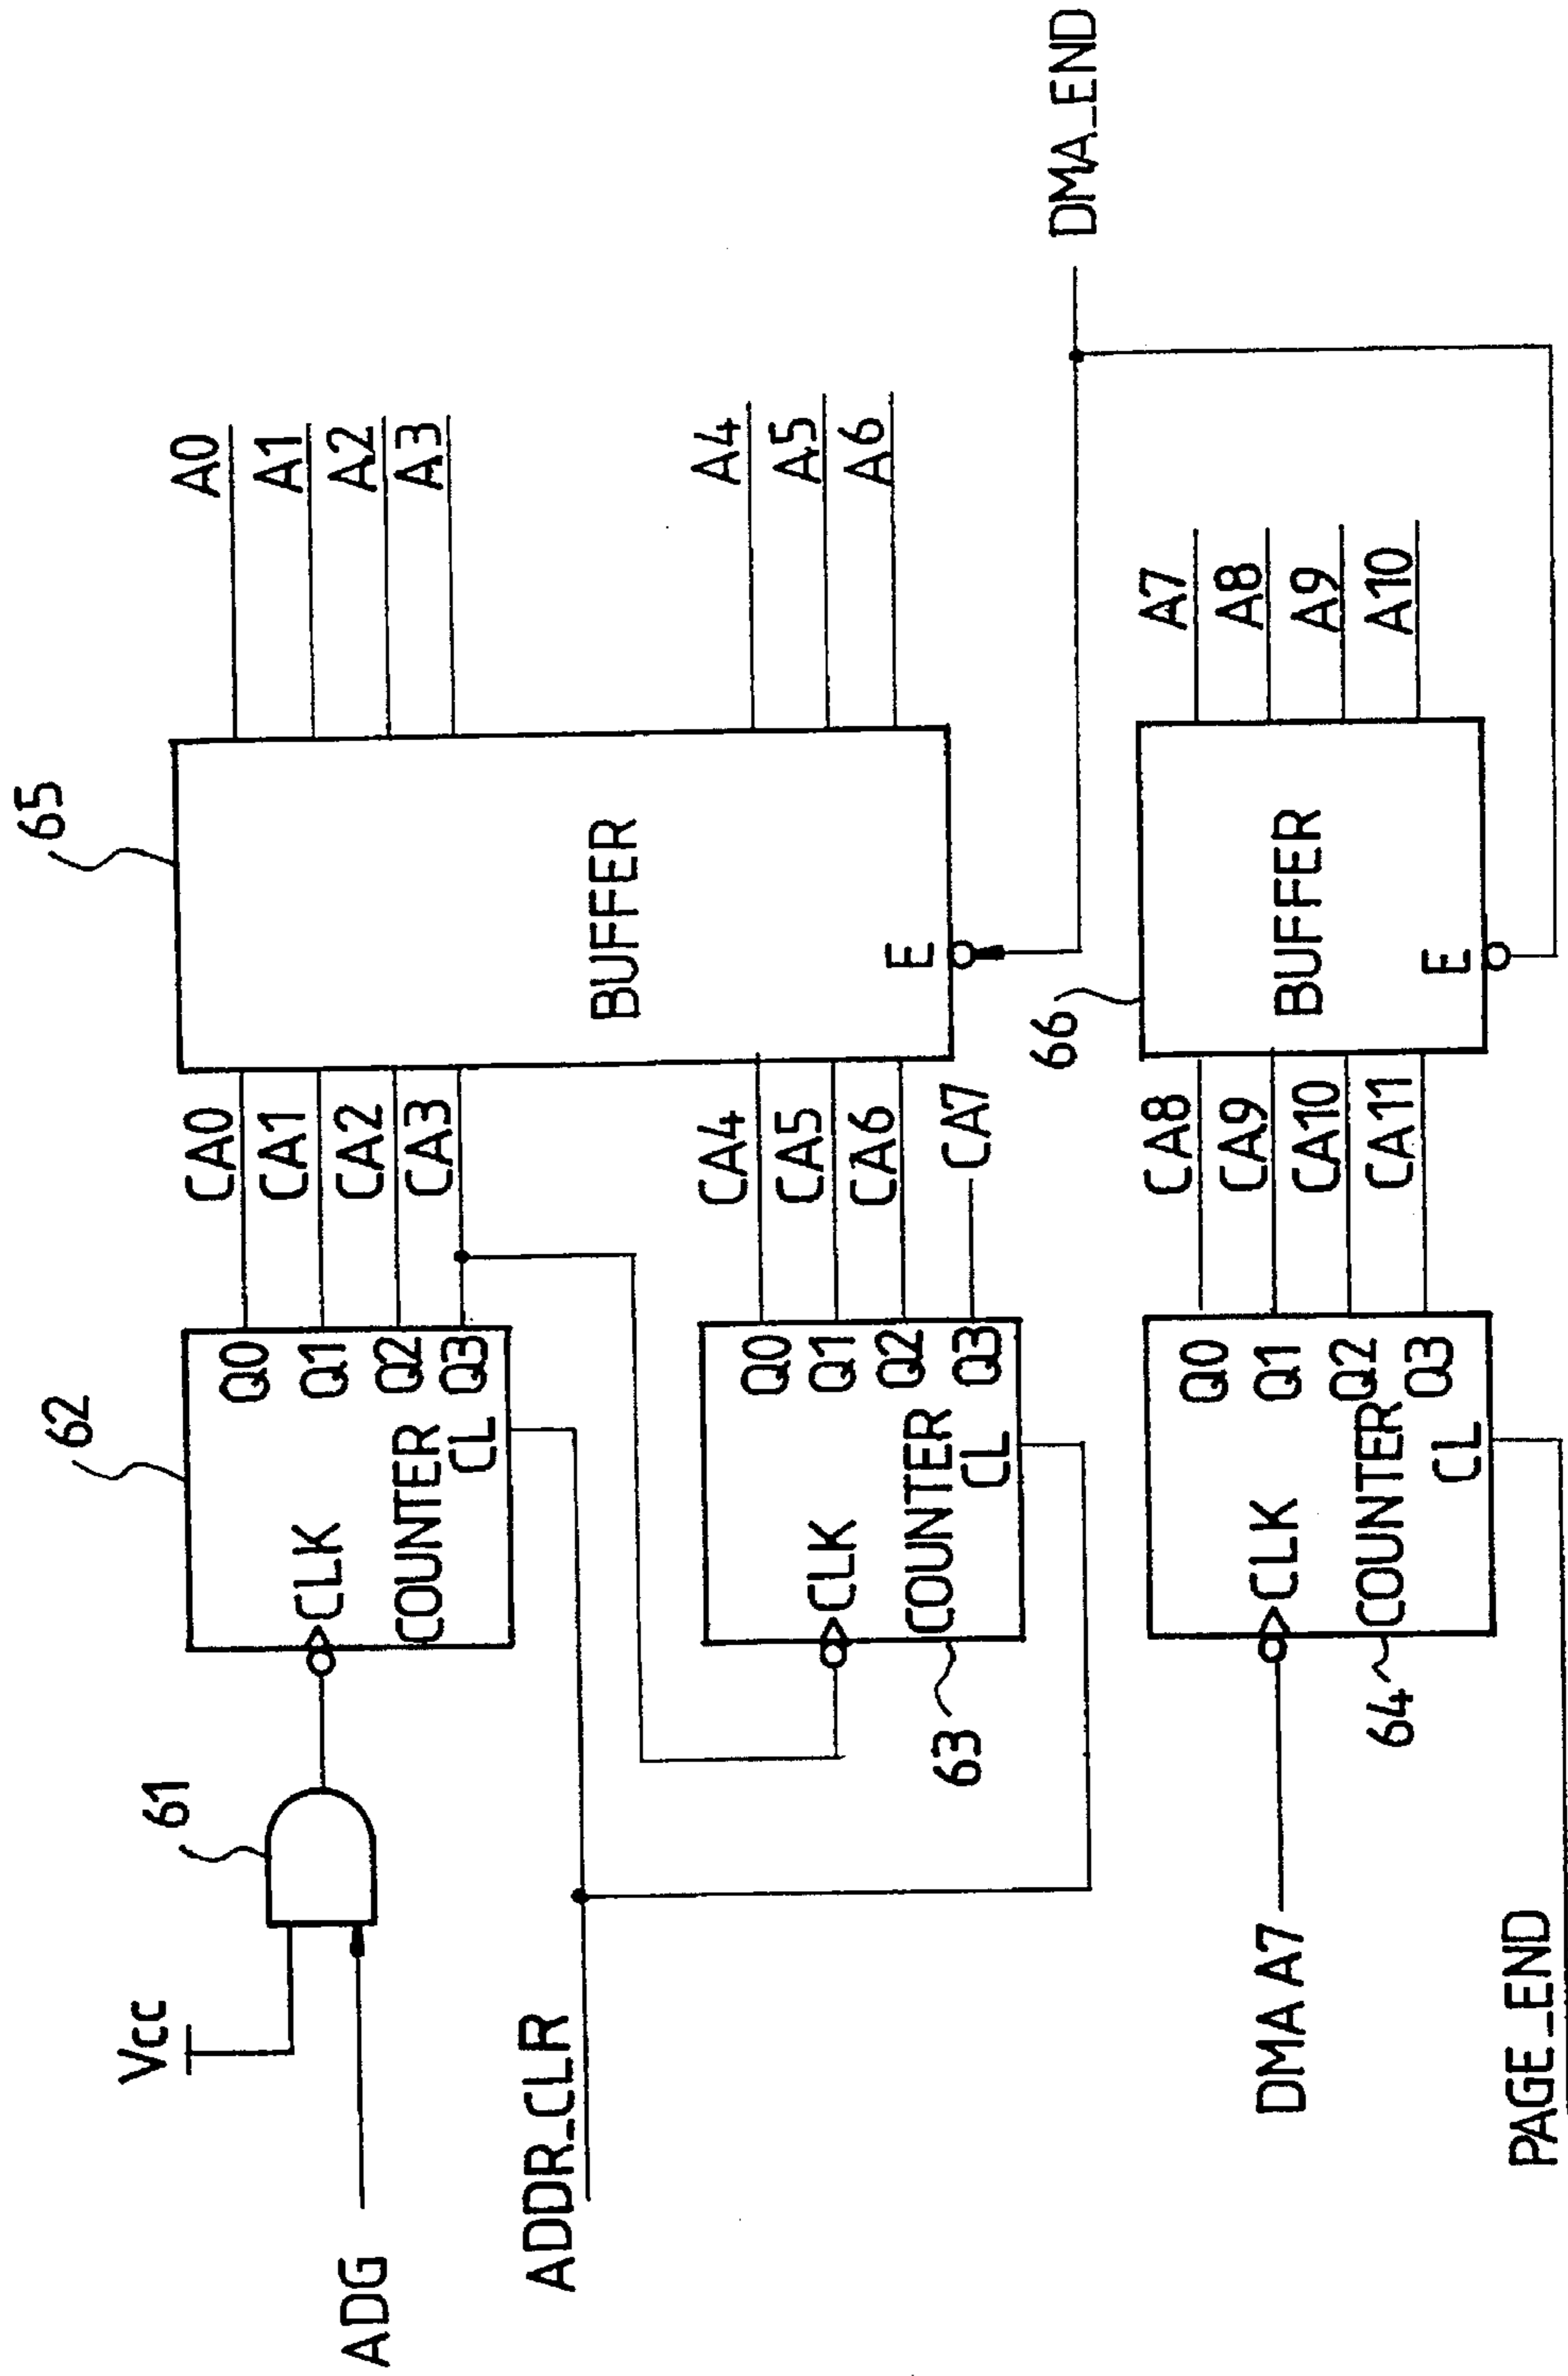 Vcc
61
ADG
62
CLK
COUNTER
CL
Q0
Q1
Q2
Q3
CA0
CA1
CA2
CA3
65
BUFFER
E
A0
A1
A2
A3
ADDR_CLR
63
CLK
COUNTER
CL
Q0
Q1
Q2
Q3
CA4
CA5
CA6
CA7
A4
A5
A6
DMA_END
DMA A7
64
CLK
COUNTER
CL
Q0
Q1
Q2
Q3
CA8
CA9
CA10
CA11
66
BUFFER
E
A7
A8
A9
A10
PAGE_END